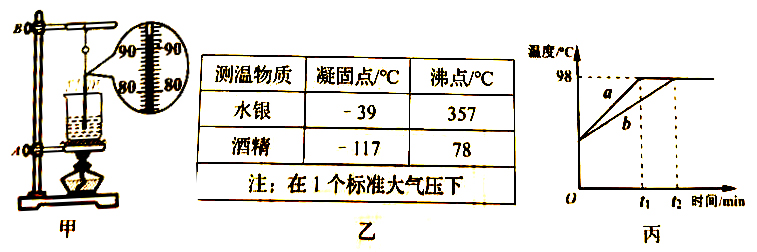 B
90 90
80 80
A
甲
测温物质 凝固点/℃ 沸点/℃
水银 -39 357
酒精 -117 78
注:在1个标准大气压下
乙
温度/℃
98
a
b
O t1 t2 时间/min
丙